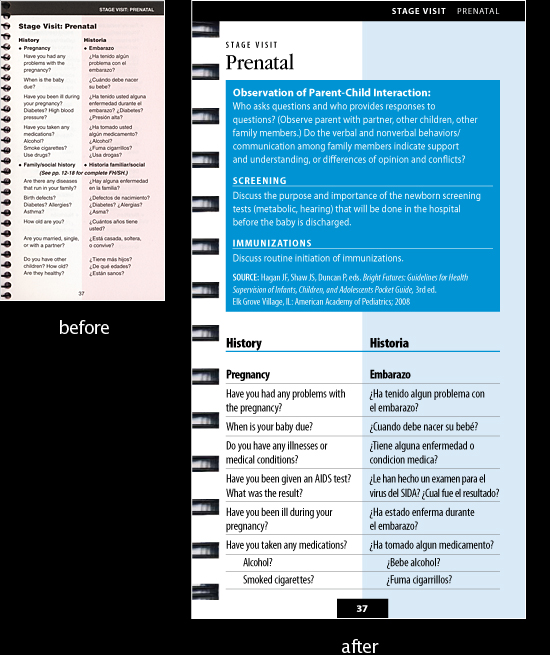 STAGE VISIT: PRENATAL
Stage Visit: Prenatal
History Historia
• Pregnancy • Embarazo
Have you had any ¿Ha tenido algún
problems with the problema con el
pregnancy? embarazo?
When is the baby ¿Cuándo debe nacer
due? su bebé?
Have you been ill during ¿Ha tenido usted alguna
your pregnancy? enfermedad durante el
Diabetes? High blood embarazo? ¿Diabetes?
pressure? ¿Presión alta?
Have you taken any ¿Ha tomado usted
medications? algún medicamento?
Alcohol? ¿Alcohol?
Smoke cigarettes? ¿Fuma cigarrillos?
Use drugs? ¿Usa drogas?
• Family/social history • Historia familiar/social
(See pp. 12-18 for complete FH/SH.)
Are there any diseases ¿Hay alguna enfermedad
that run in your family? en la familia?
Birth defects? ¿Defectos de nacimiento?
Diabetes? Allergies? ¿Diabetes? ¿Alergias?
Asthma? ¿Asma?
How old are you? ¿Cuántos años tiene
usted?
Are you married, single, ¿Está casada, soltera,
or with a partner? o convive?
Do you have other ¿Tiene más hijos?
children? How old? ¿De qué edades?
Are they healthy? ¿Están sanos?
37
before
STAGE VISIT PRENATAL
STAGE VISIT
Prenatal
Observation of Parent-Child Interaction:
Who asks questions and who provides responses to
questions? (Observe parent with partner, other children, other
family members.) Do the verbal and nonverbal behaviors/
communication among family members indicate support
and understanding, or differences of opinion and conflicts?
SCREENING
Discuss the purpose and importance of the newborn screening
tests (metabolic, hearing) that will be done in the hospital
before the baby is discharged.
IMMUNIZATIONS
Discuss routine initiation of immunizations.
SOURCE: Hagan JF, Shaw JS, Duncan P, eds. Bright Futures: Guidelines for Health
Supervision of Infants, Children, and Adolescents Pocket Guide, 3rd ed.
Elk Grove Village, IL: American Academy of Pediatrics; 2008
History Historia
Pregnancy Embarazo
Have you had any problems with ¿Ha tenido algun problema con
the pregnancy? el embarazo?
When is your baby due? ¿Cuando debe nacer su bebé?
Do you have any illnesses or ¿Tiene alguna enfermedad o
medical conditions? condicion medica?
Have you been given an AIDS test? ¿Le han hecho un examen para el
What was the result? virus del SIDA? ¿Cual fue el resultado?
Have you been ill during your ¿Ha estado enferma durante
pregnancy? el embarazo?
Have you taken any medications? ¿Ha tomado algun medicamento?
Alcohol? ¿Bebe alcohol?
Smoked cigarettes? ¿Fuma cigarrillos?
37
after